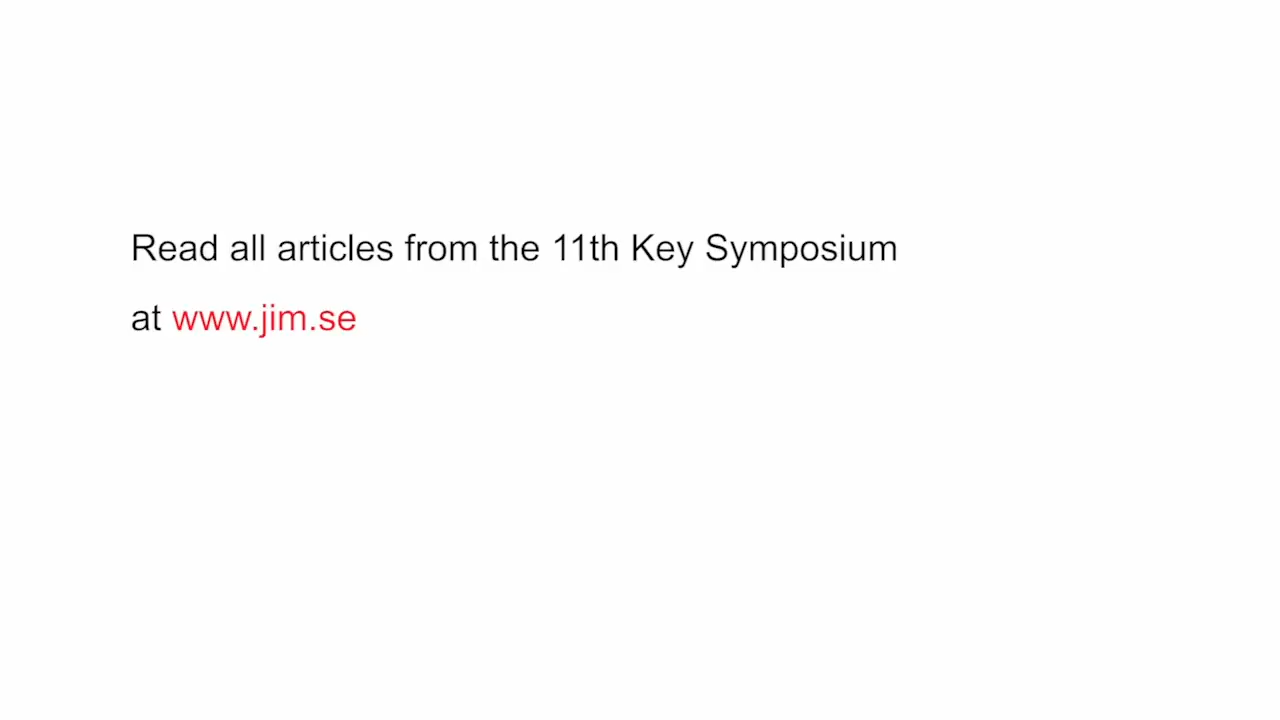 Read all articles from the 11th Key Symposium
at www.jim.se